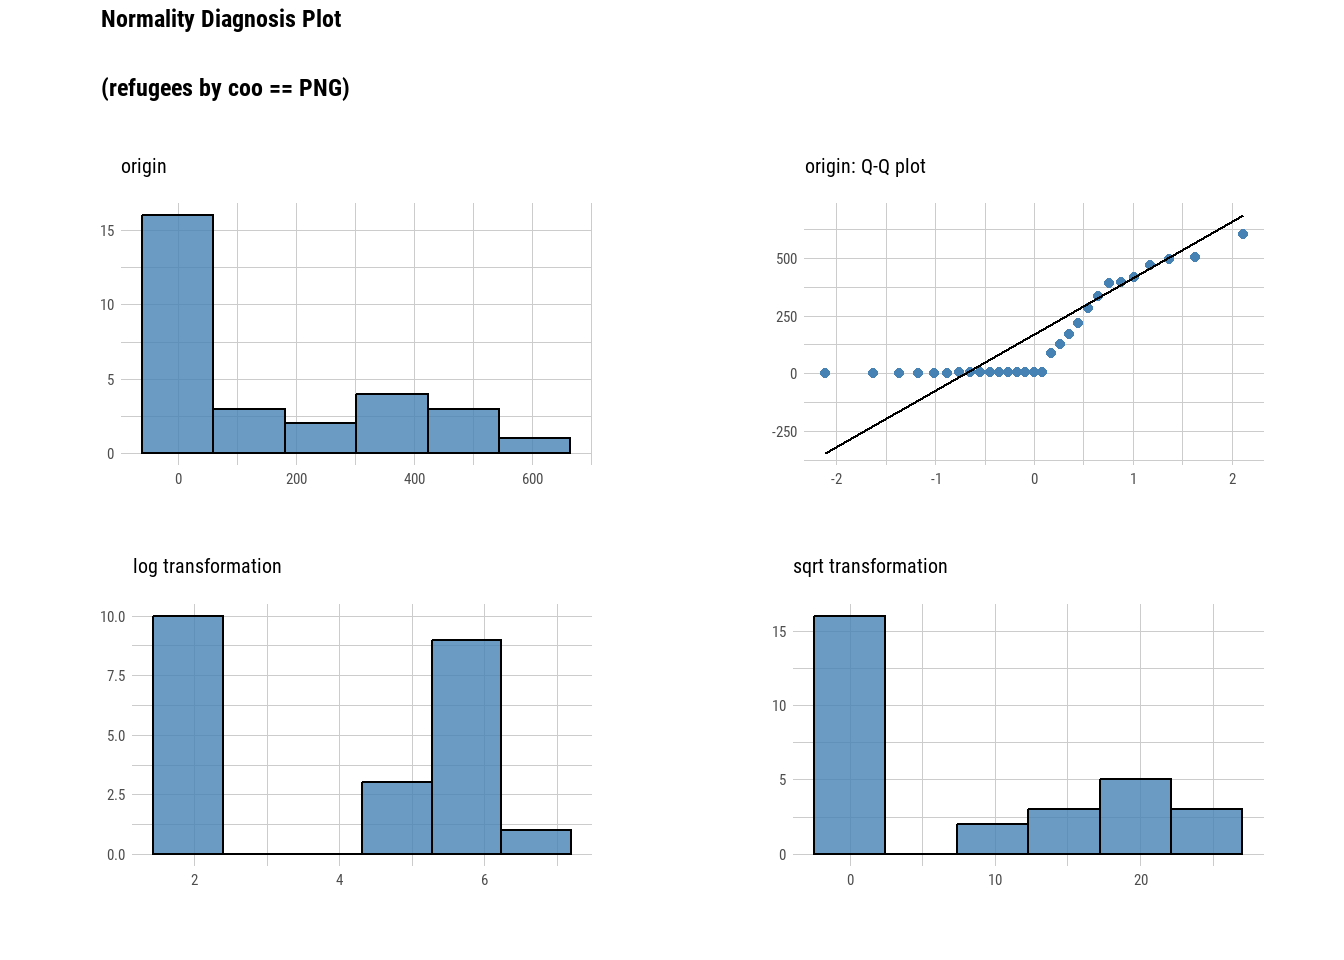 Normality Diagnosis Plot
(refugees by coo == PNG)
origin
15
10
5
0
0 200 400 600
origin: Q-Q plot
500
250
0
-250
-2 -1 0 1 2
log transformation
10.0
7.5
5.0
2.5
0.0
2 4 6
sqrt transformation
15
10
5
0
0 10 20